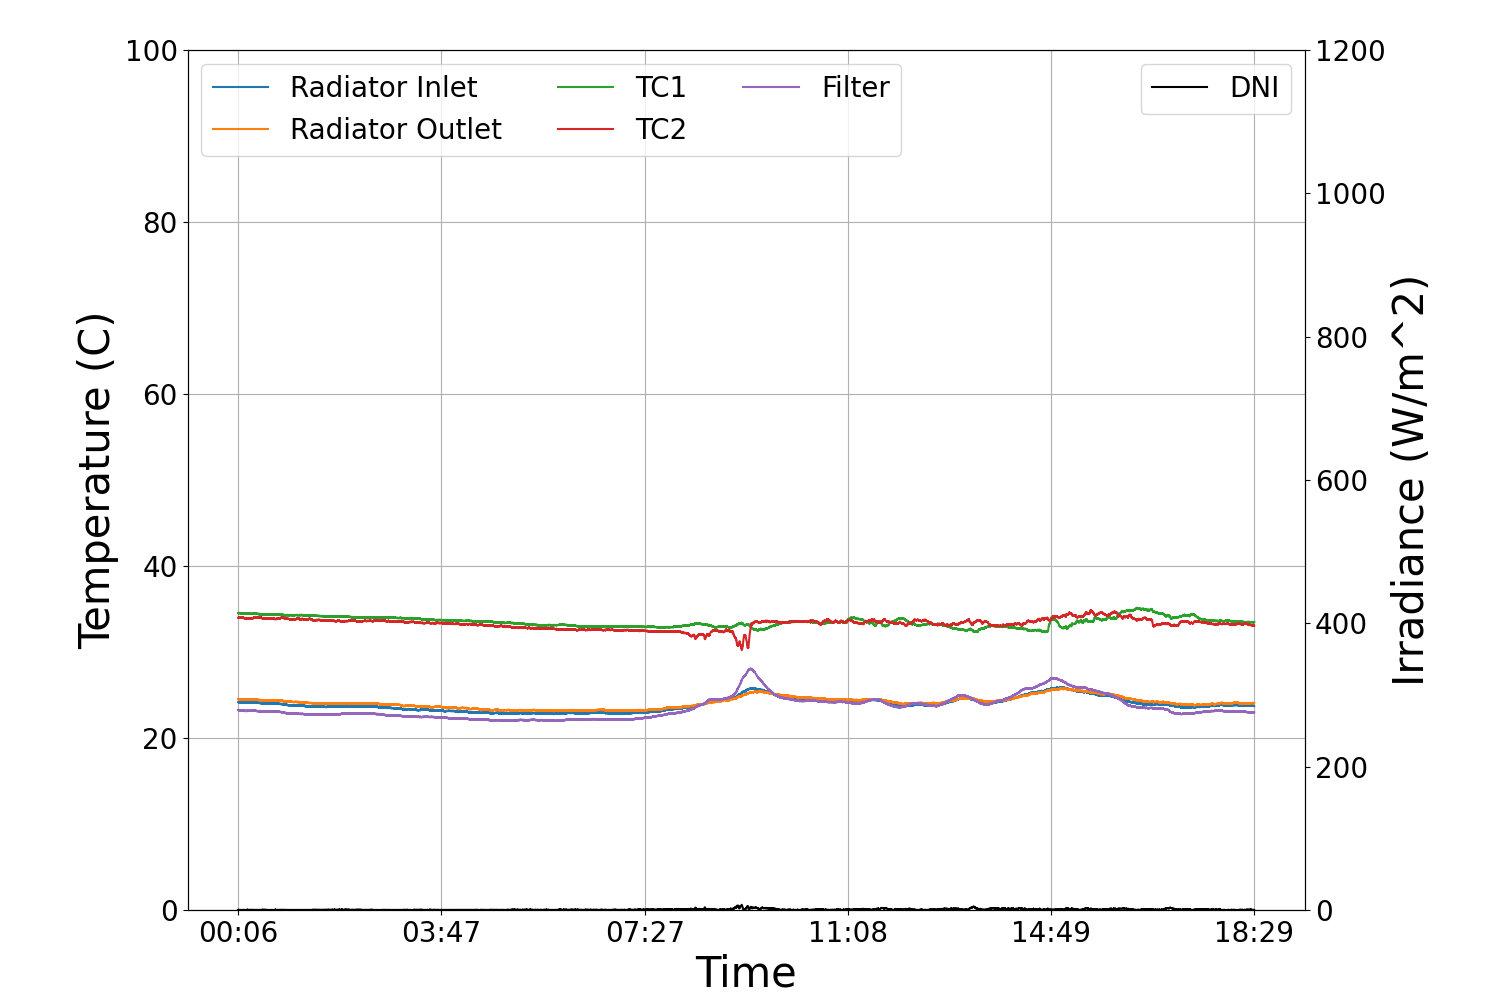 Radiator Inlet
Radiator Outlet
TC1
TC2
Filter
DNI
Temperature (C)
100
80
60
40
20
0
1200
1000
800
600
400
200
0
Irradiance (W/m^2)
00:06
03:47
07:27
11:08
14:49
18:29
Time